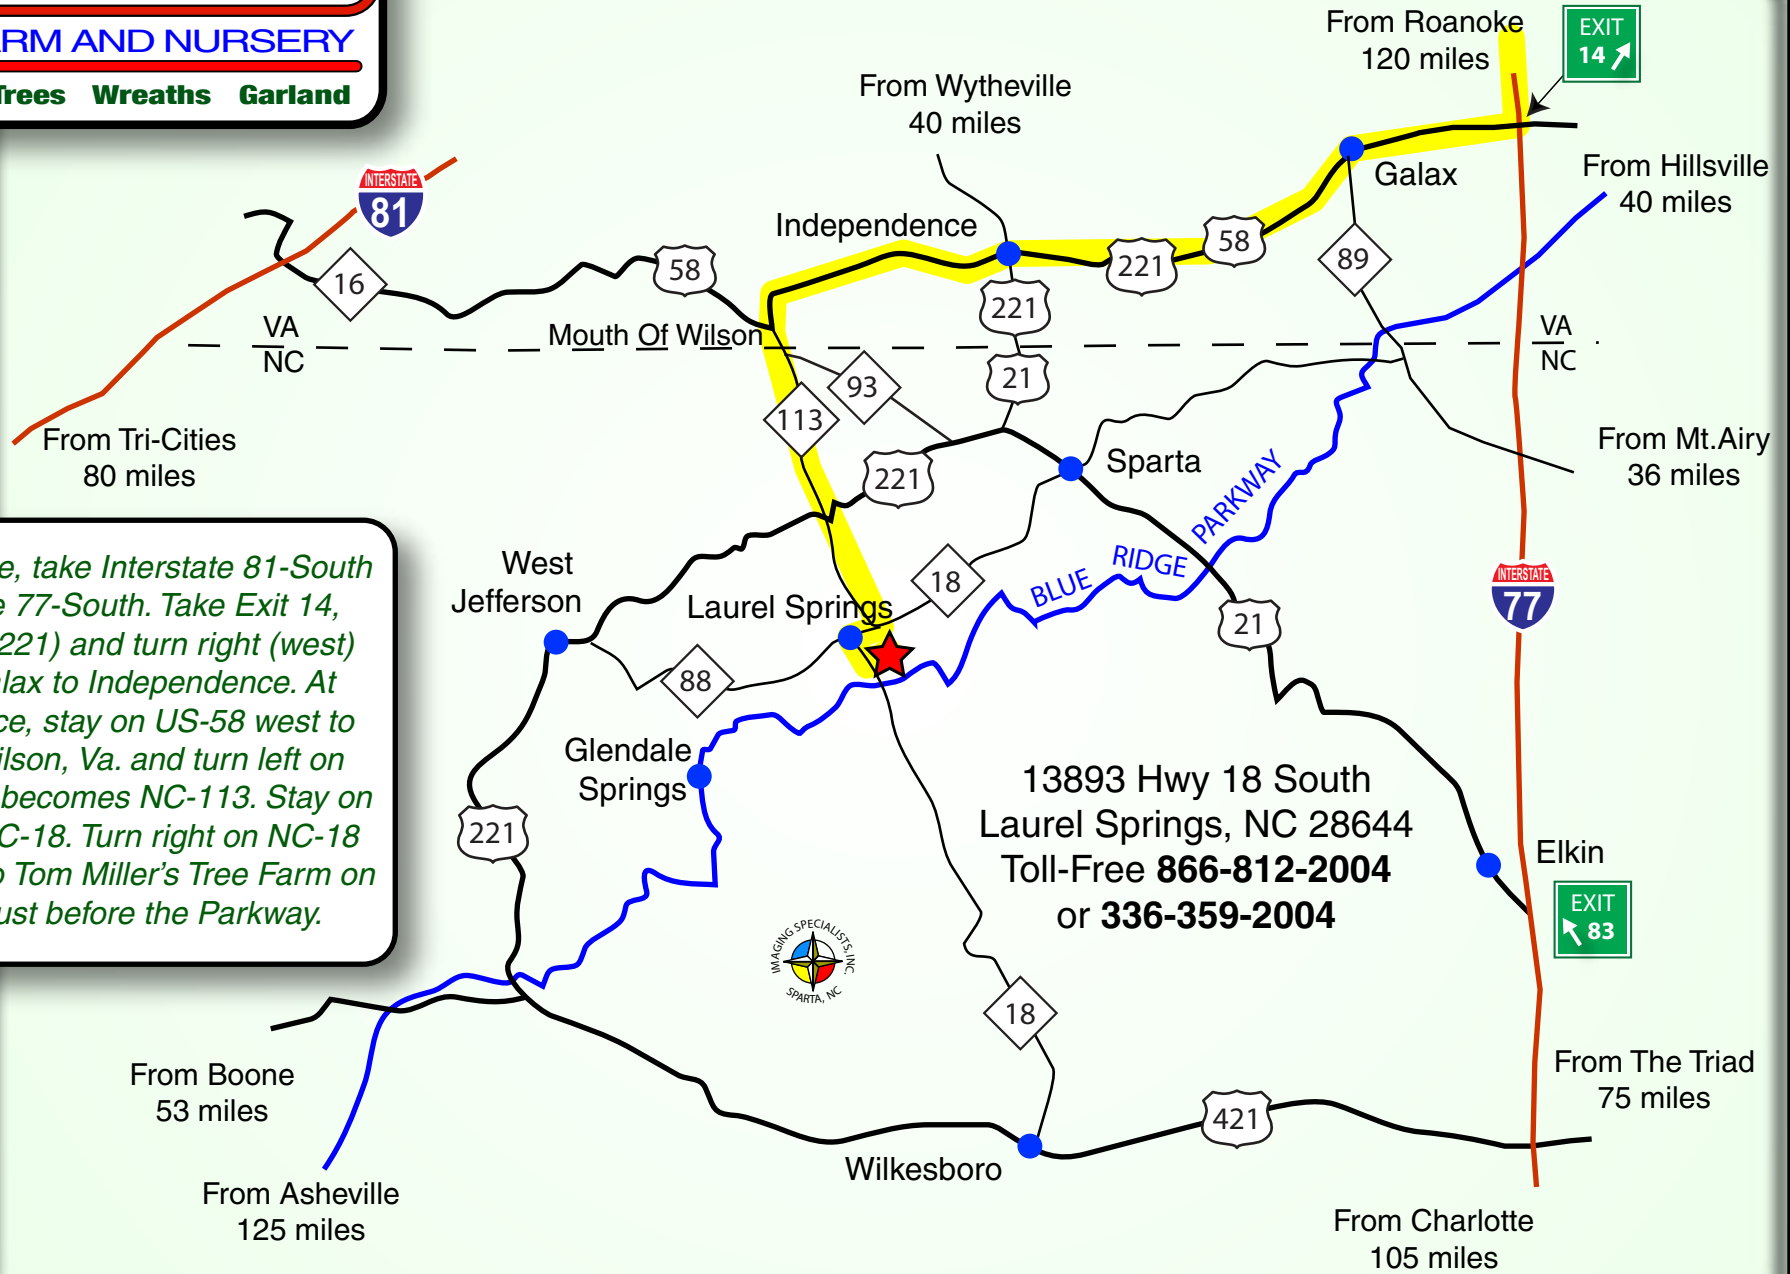 ARM AND NURSERY
Trees Wreaths Garland
From Roanoke
120 miles
EXIT
14
From Wytheville
40 miles
INTERSTATE
81
Galax
From Hillsville
40 miles
Independence
58
221
89
16
58
221
VA
NC
Mouth Of Wilson
VA
NC
93
21
113
From Tri-Cities
80 miles
221
Sparta
From Mt.Airy
36 miles
BLUE RIDGE PARKWAY
e, take Interstate 81-South
e 77-South. Take Exit 14,
221) and turn right (west)
lax to Independence. At
ce, stay on US-58 west to
ilson, Va. and turn left on
becomes NC-113. Stay on
C-18. Turn right on NC-18
o Tom Miller's Tree Farm on
ust before the Parkway.
West
Jefferson
Laurel Springs
18
INTERSTATE
77
21
88
Glendale
Springs
221
13893 Hwy 18 South
Laurel Springs, NC 28644
Toll-Free 866-812-2004
or 336-359-2004
Elkin
EXIT
83
IMAGING SPECIALISTS, INC.
SPARTA, NC
18
From Boone
53 miles
From The Triad
75 miles
421
Wilkesboro
From Asheville
125 miles
From Charlotte
105 miles